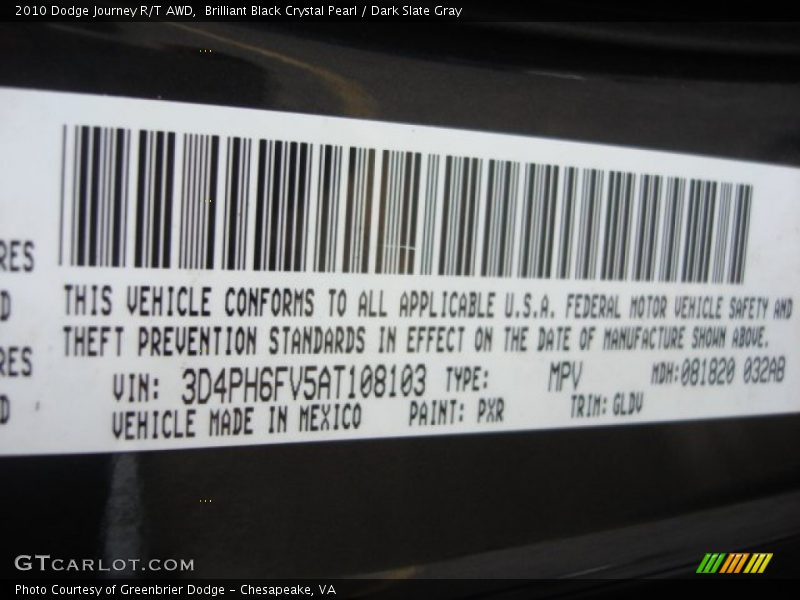 2010 Dodge Journey R/T AWD, Brilliant Black Crystal Pearl / Dark Slate Gray
RES
D
RES
D
THIS VEHICLE CONFORMS TO ALL APPLICABLE U.S.A. FEDERAL MOTOR VEHICLE SAFETY AND
THEFT PREVENTION STANDARDS IN EFFECT ON THE DATE OF MANUFACTURE SHOWN ABOVE.
VIN: 3D4PH6FV5AT108103 TYPE: MPV MDH:081820 032AB
VEHICLE MADE IN MEXICO PAINT: PXR TRIM: GLDV
GTCARLOT.COM
Photo Courtesy of Greenbrier Dodge - Chesapeake, VA